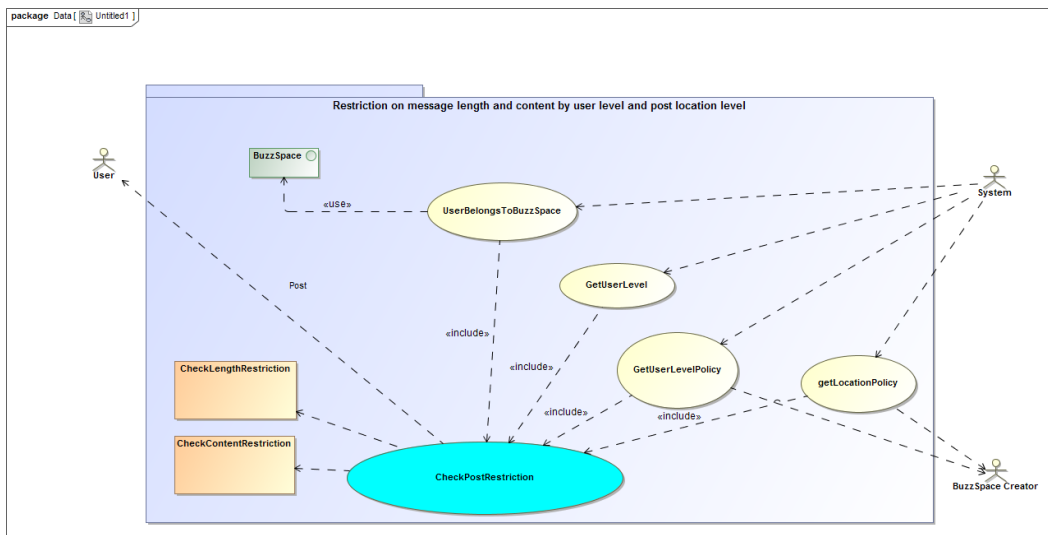 package Data [ Untitled1 ]
Restriction on message length and content by user level and post location level
BuzzSpace
User
System
«use»
UserBelongsToBuzzSpace
GetUserLevel
Post
«include»
CheckLengthRestriction
«include»
GetUserLevelPolicy
getLocationPolicy
«include»
«include»
CheckContentRestriction
CheckPostRestriction
BuzzSpace Creator